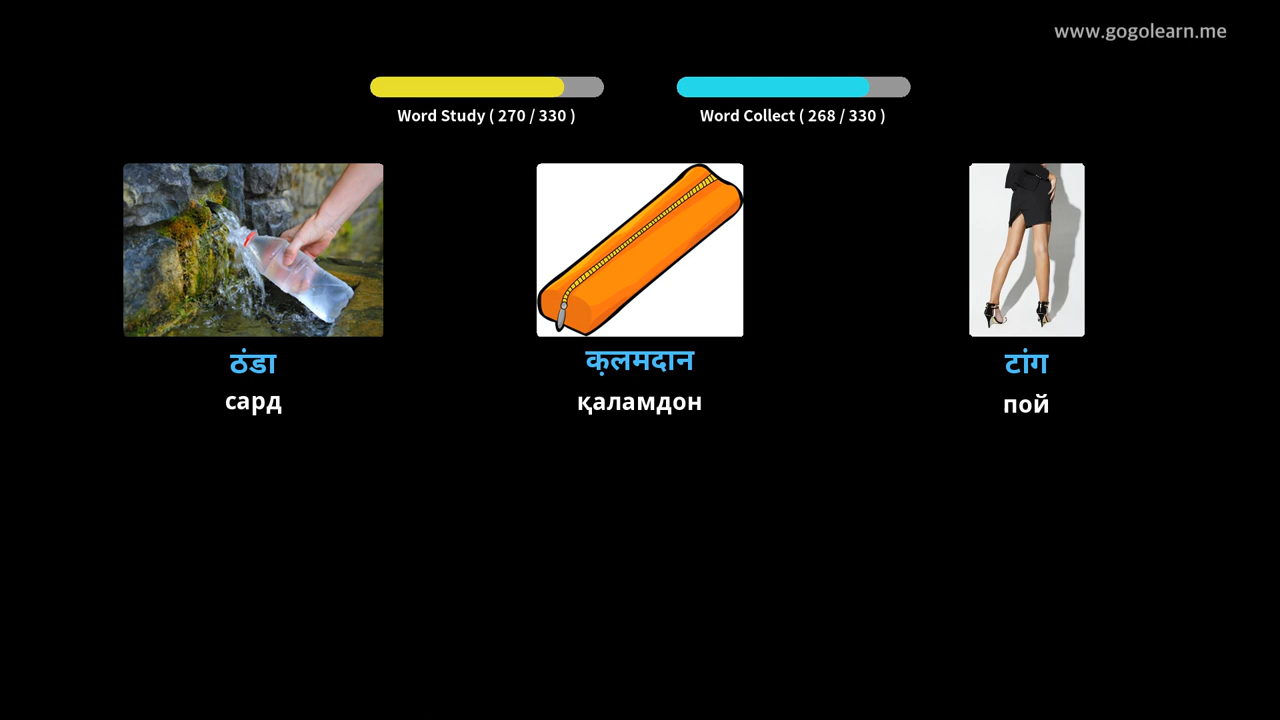 www.gogolearn.me
Word Study ( 270 / 330 )
Word Collect ( 268 / 330 )
ठंडा
क़लमदान
टांग
сард
қаламдон
пой